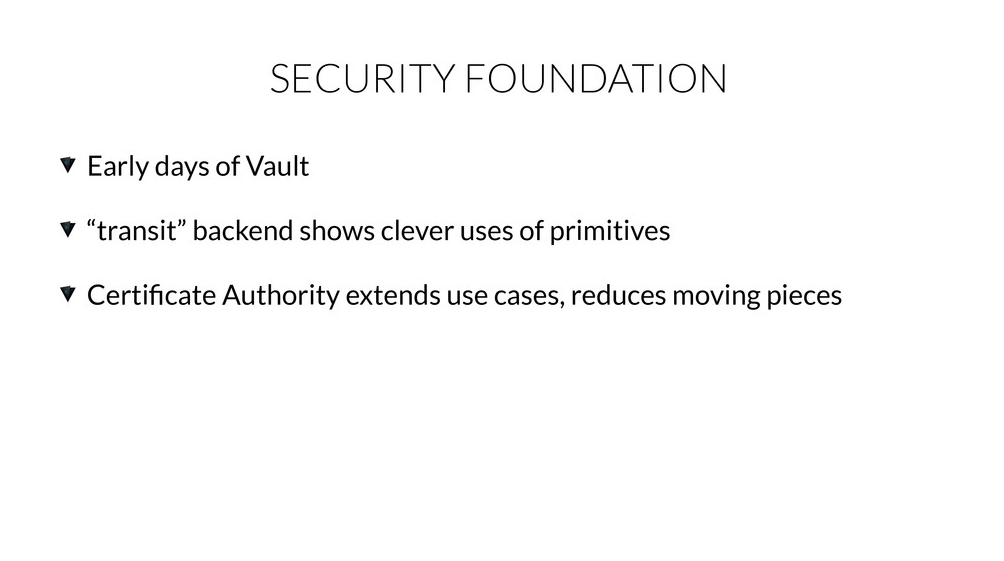 SECURITY FOUNDATION
Early days of Vault
“transit” backend shows clever uses of primitives
Certificate Authority extends use cases, reduces moving pieces